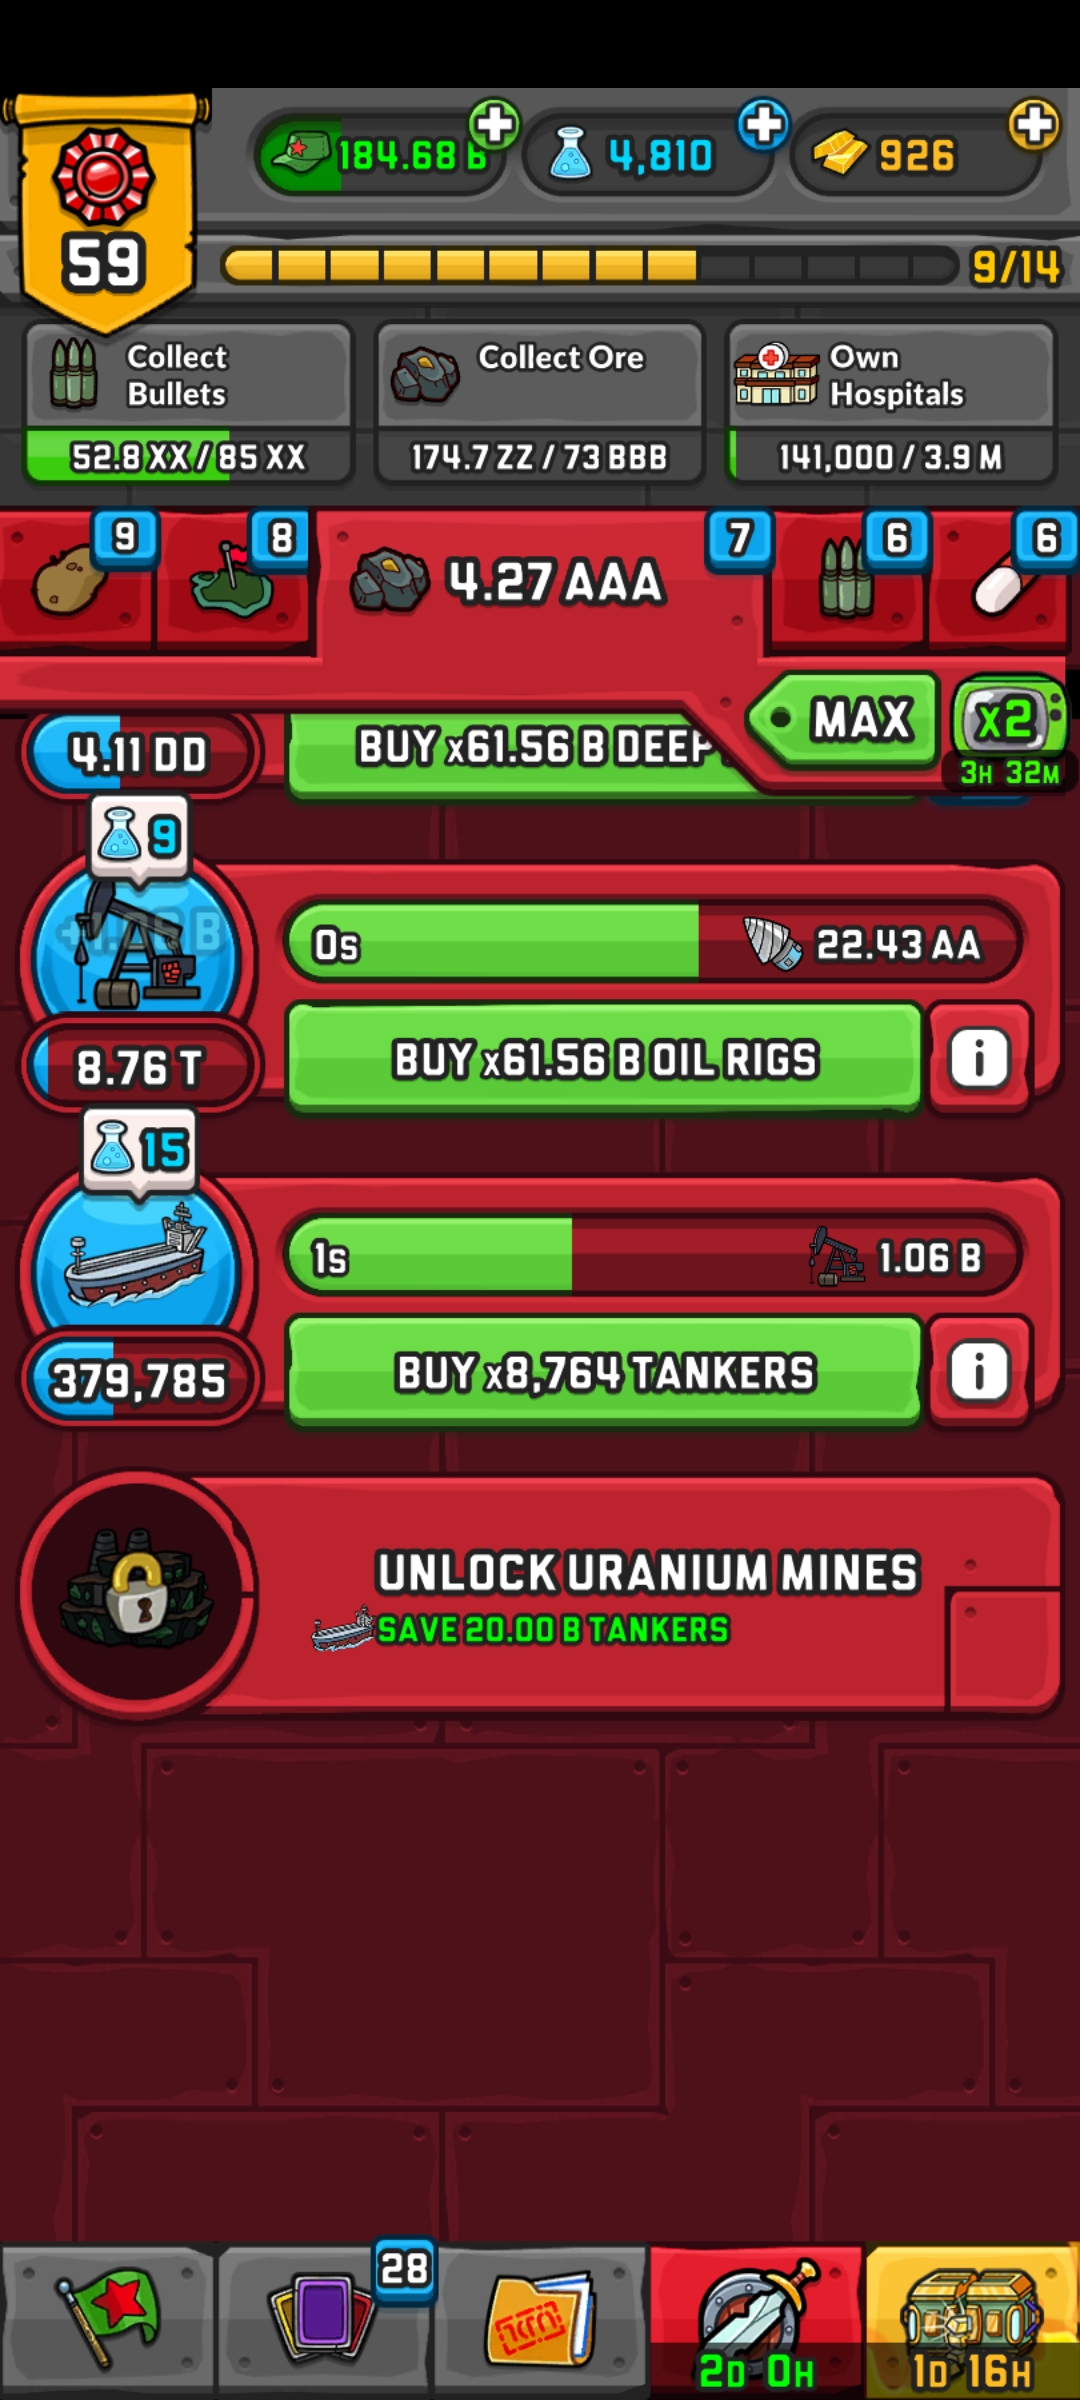 184.68 B
4,810
926
59
9/14
Collect
Bullets
52.8 XX / 85 XX
Collect Ore
174.7 ZZ / 73 BBB
Own
Hospitals
141,000 / 3.9 M
9
8
4.27 AAA
7
6
6
MAX
x2
3H 32M
4.11 DD
BUY x61.56 B DEEP
9
0s
22.43 AA
8.76 T
BUY x61.56 B OIL RIGS
i
15
1s
1.06 B
379,785
BUY x8,764 TANKERS
i
UNLOCK URANIUM MINES
SAVE 20.00 B TANKERS
28
2D 0H
1D 16H